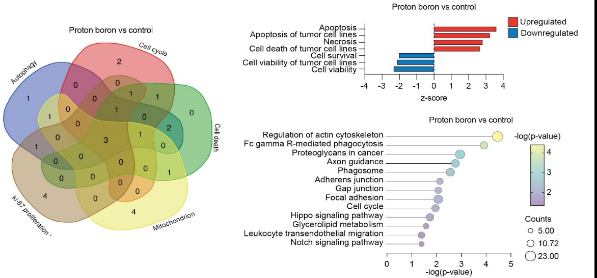 Proton boron vs control
Autophagy
Cell cycle
Cell death
Mitochondrion
Ki-67 proliferation
2
1
0
0
0
0
1
1
0
1
0
1
1
0
2
0
3
0
1
0
0
0
0
0
0
1
0
0
4
4
Proton boron vs control
Apoptosis
Apoptosis of tumor cell lines
Necrosis
Cell death of tumor cell lines
Cell survival
Cell viability of tumor cell lines
Cell viability
-4 -3 -2 -1 0 1 2 3 4
z-score
Upregulated
Downregulated
Proton boron vs control
Regulation of actin cytoskeleton
Fc gamma R-mediated phagocytosis
Proteoglycans in cancer
Axon guidance
Phagosome
Adherens junction
Gap junction
Focal adhesion
Cell cycle
Hippo signaling pathway
Glycerolipid metabolism
Leukocyte transendothelial migration
Notch signaling pathway
0 1 2 3 4 5
-log(p-value)
-log(p-value)
4
3
2
Counts
5.00
10.72
23.00